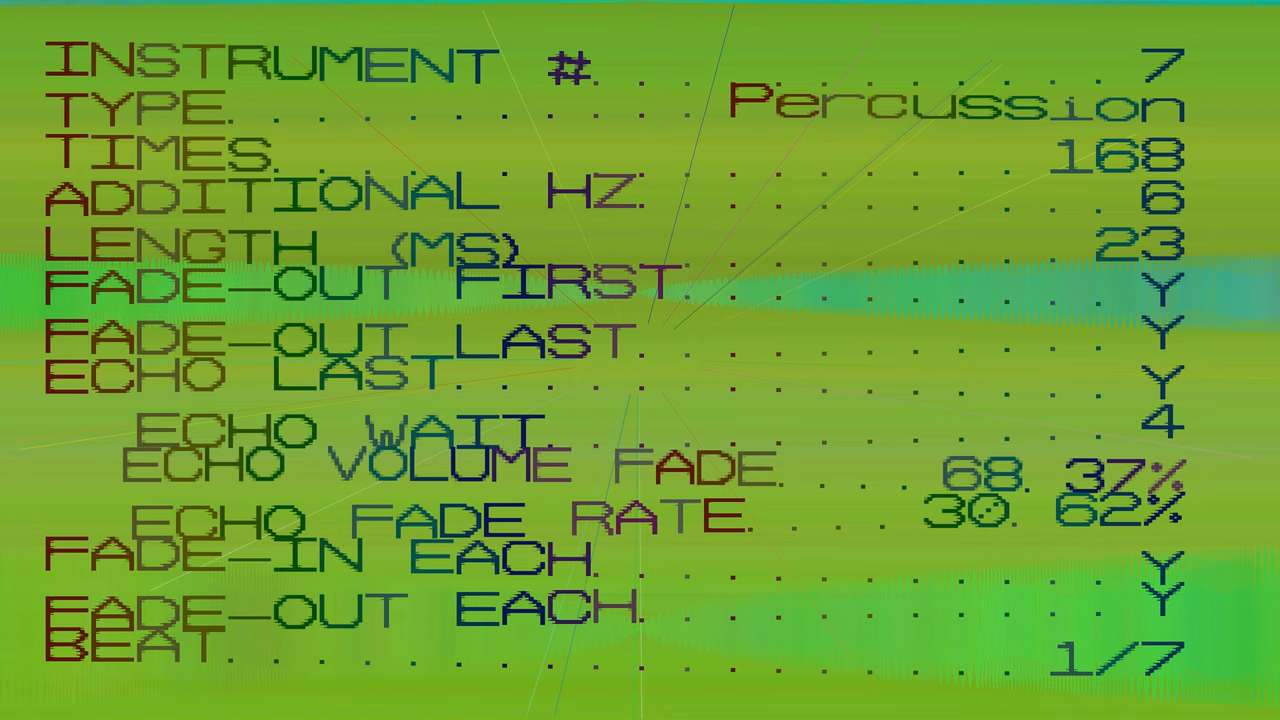 INSTRUMENT #. . . . . . . . . . . . 7
TYPE. . . . . . . . . . . Percussion
TIMES. . . . . . . . . . . . . . . . . . 168
ADDITIONAL HZ. . . . . . . . . . . 6
LENGTH (MS). . . . . . . . . . . . . 23
FADE-OUT FIRST. . . . . . . . . . Y
FADE-OUT LAST. . . . . . . . . . . Y
ECHO LAST. . . . . . . . . . . . . . . Y
ECHO WAIT. . . . . . . . . . . . . 4
ECHO VOLUME FADE. . . . . 68. 37%
ECHO FADE RATE. . . . . 30. 62%
FADE-IN EACH. . . . . . . . . . . . Y
FADE-OUT EACH. . . . . . . . . . . Y
BEAT. . . . . . . . . . . . . . . . . . . 1/7